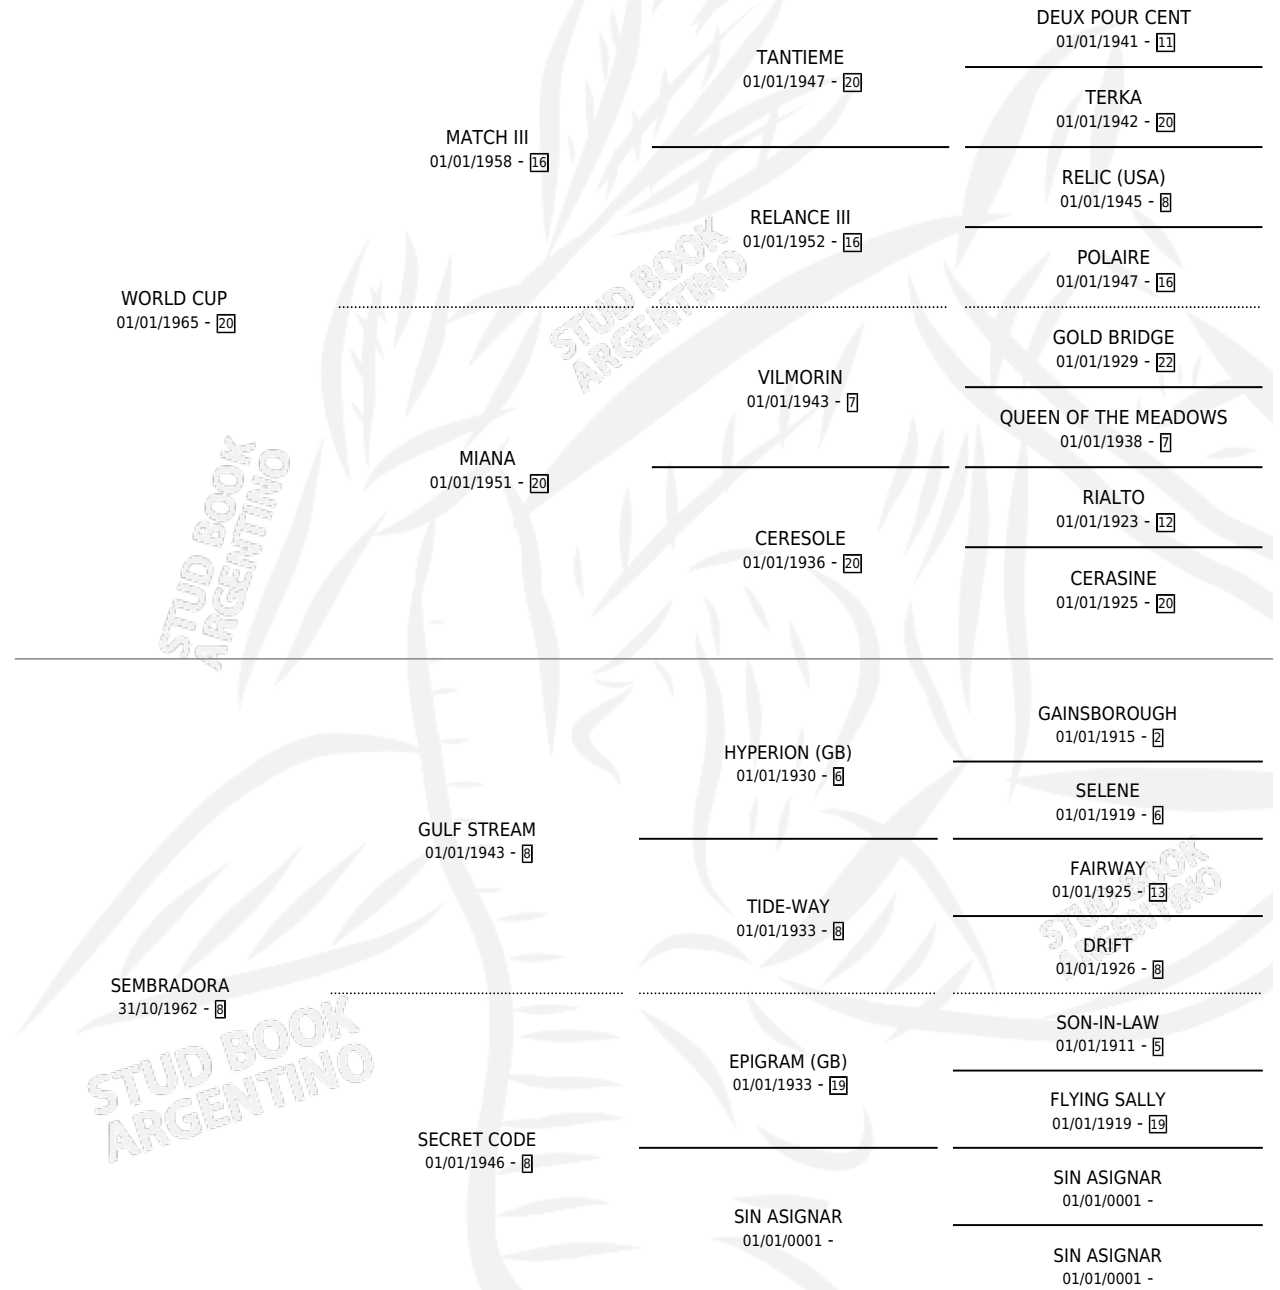 DEUX POUR CENT
01/01/1941 - 11
TANTIEME
01/01/1947 - 20
TERKA
01/01/1942 - 20
MATCH III
01/01/1958 - 16
RELIC (USA)
01/01/1945 - 8
RELANCE III
01/01/1952 - 16
POLAIRE
01/01/1947 - 16
WORLD CUP
01/01/1965 - 20
STUD BOOK
ARGENTINO
GOLD BRIDGE
01/01/1929 - 22
VILMORIN
01/01/1943 - 7
QUEEN OF THE MEADOWS
01/01/1938 - 7
MIANA
01/01/1951 - 20
STUD BOOK
ARGENTINO
RIALTO
01/01/1923 - 12
CERESOLE
01/01/1936 - 20
CERASINE
01/01/1925 - 20
GAINSBOROUGH
01/01/1915 - 2
HYPERION (GB)
01/01/1930 - 6
SELENE
01/01/1919 - 6
GULF STREAM
01/01/1943 - 8
FAIRWAY
01/01/1925 - 13
STUD BOOK
ARGENTINO
TIDE-WAY
01/01/1933 - 8
DRIFT
01/01/1926 - 8
SEMBRADORA
31/10/1962 - 8
STUD BOOK
ARGENTINO
SON-IN-LAW
01/01/1911 - 5
EPIGRAM (GB)
01/01/1933 - 19
FLYING SALLY
01/01/1919 - 19
SECRET CODE
01/01/1946 - 8
SIN ASIGNAR
01/01/0001 -
SIN ASIGNAR
01/01/0001 -
SIN ASIGNAR
01/01/0001 -